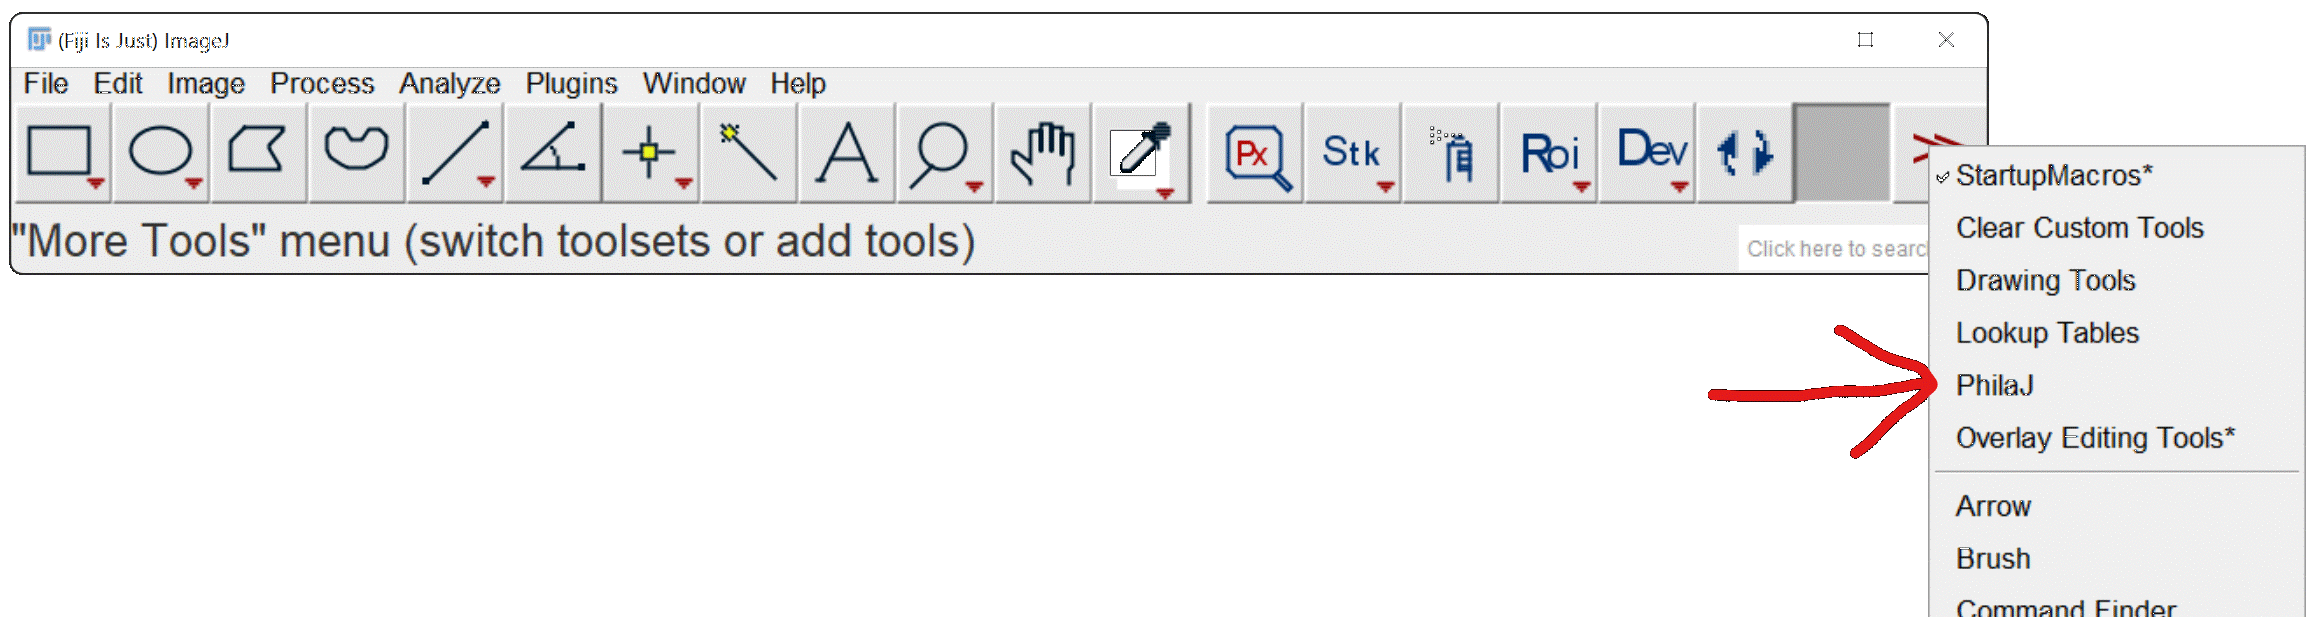 (Fiji Is Just) ImageJ
File Edit Image Process Analyze Plugins Window Help
A Px Stk Roi Dev >>
"More Tools" menu (switch toolsets or add tools)
Click here to searc
StartupMacros*
Clear Custom Tools
Drawing Tools
Lookup Tables
PhilaJ
Overlay Editing Tools*
Arrow
Brush
Command Finder